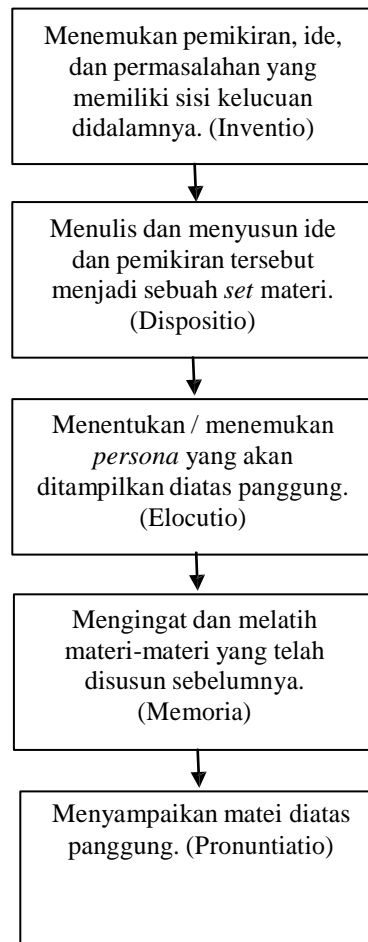 Menemukan pemikiran, ide,
dan permasalahan yang
memiliki sisi kelucuan
didalamnya. (Inventio)
Menulis dan menyusun ide
dan pemikiran tersebut
menjadi sebuah set materi.
(Dispositio)
Menentukan / menemukan
persona yang akan
ditampilkan diatas panggung.
(Elocutio)
Mengingat dan melatih
materi-materi yang telah
disusun sebelumnya.
(Memoria)
Menyampaikan matei diatas
panggung. (Pronuntiatio)